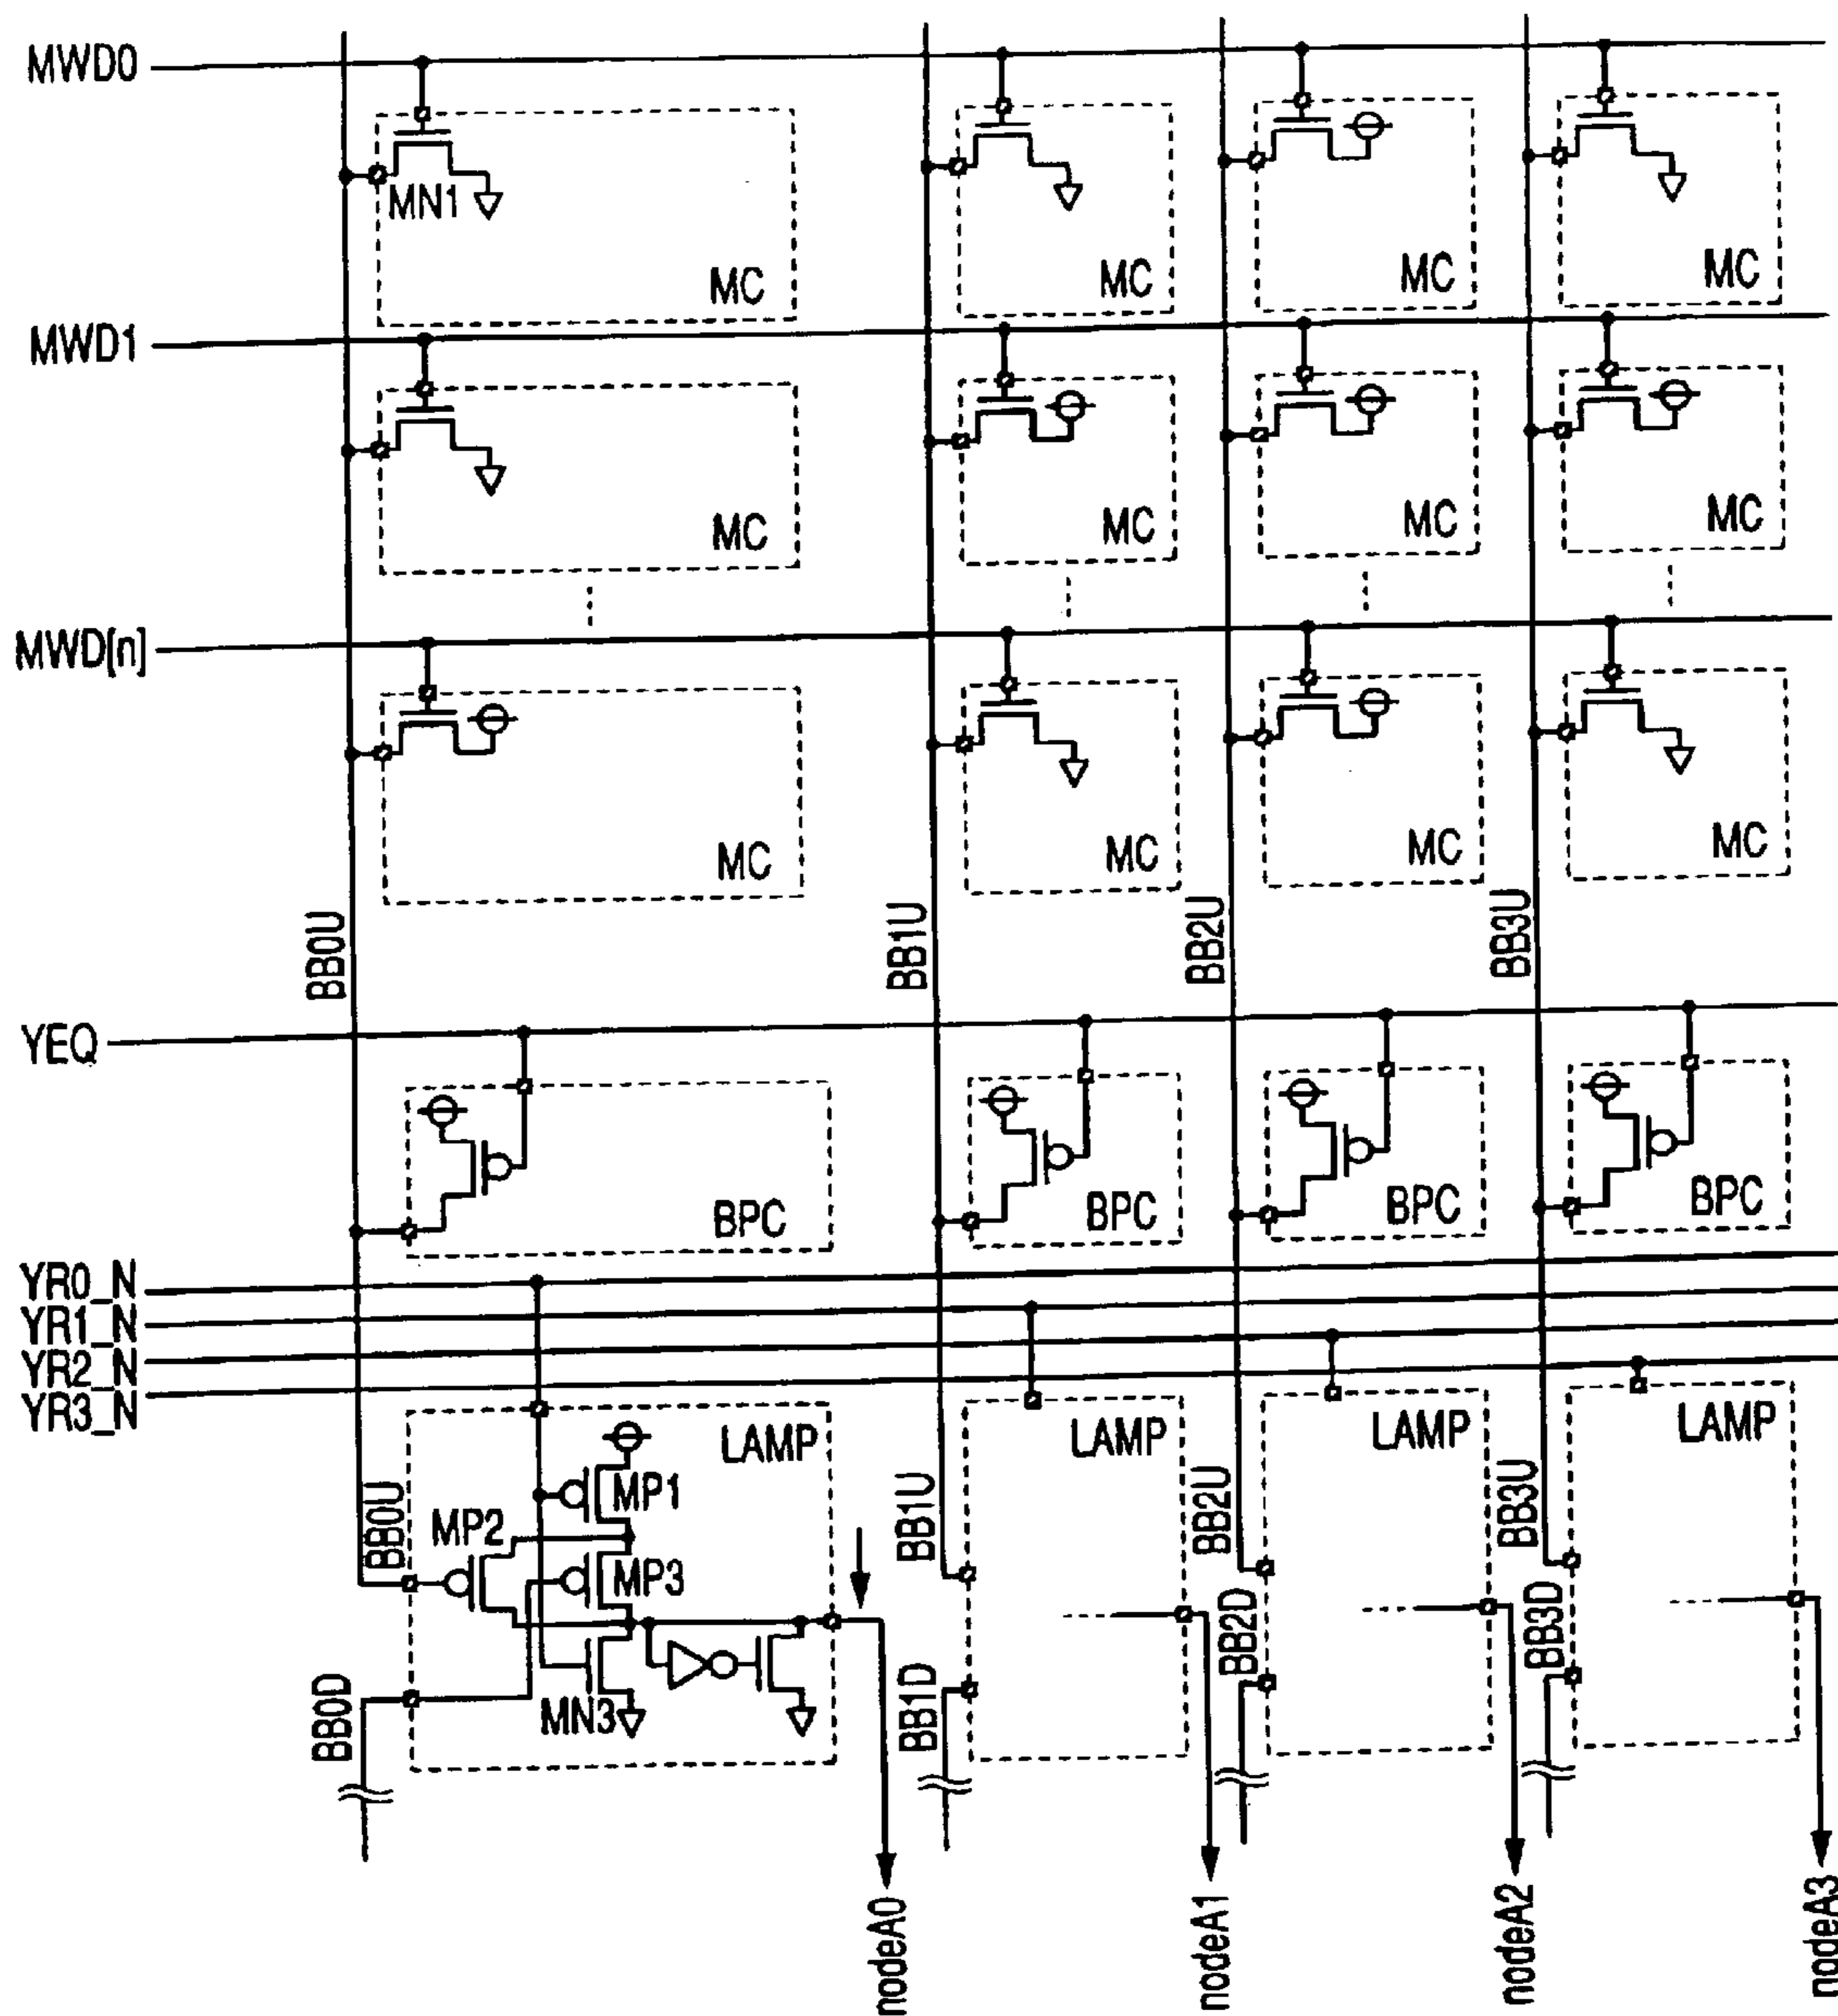 MWD0
MN1
MC
MC
MC
MC
MWD1
MC
MC
MC
MC
MWD[n]
MC
MC
MC
MC
BB0U
BB1U
BB2U
BB3U
YEQ
BPC
BPC
BPC
BPC
YR0_N
YR1_N
YR2_N
YR3_N
LAMP
LAMP
LAMP
LAMP
BB0U
MP2
MP1
MP3
BB1U
BB2U
BB3U
BB0D
MN3
BB1D
BB2D
BB3D
nodeA0
nodeA1
nodeA2
nodeA3